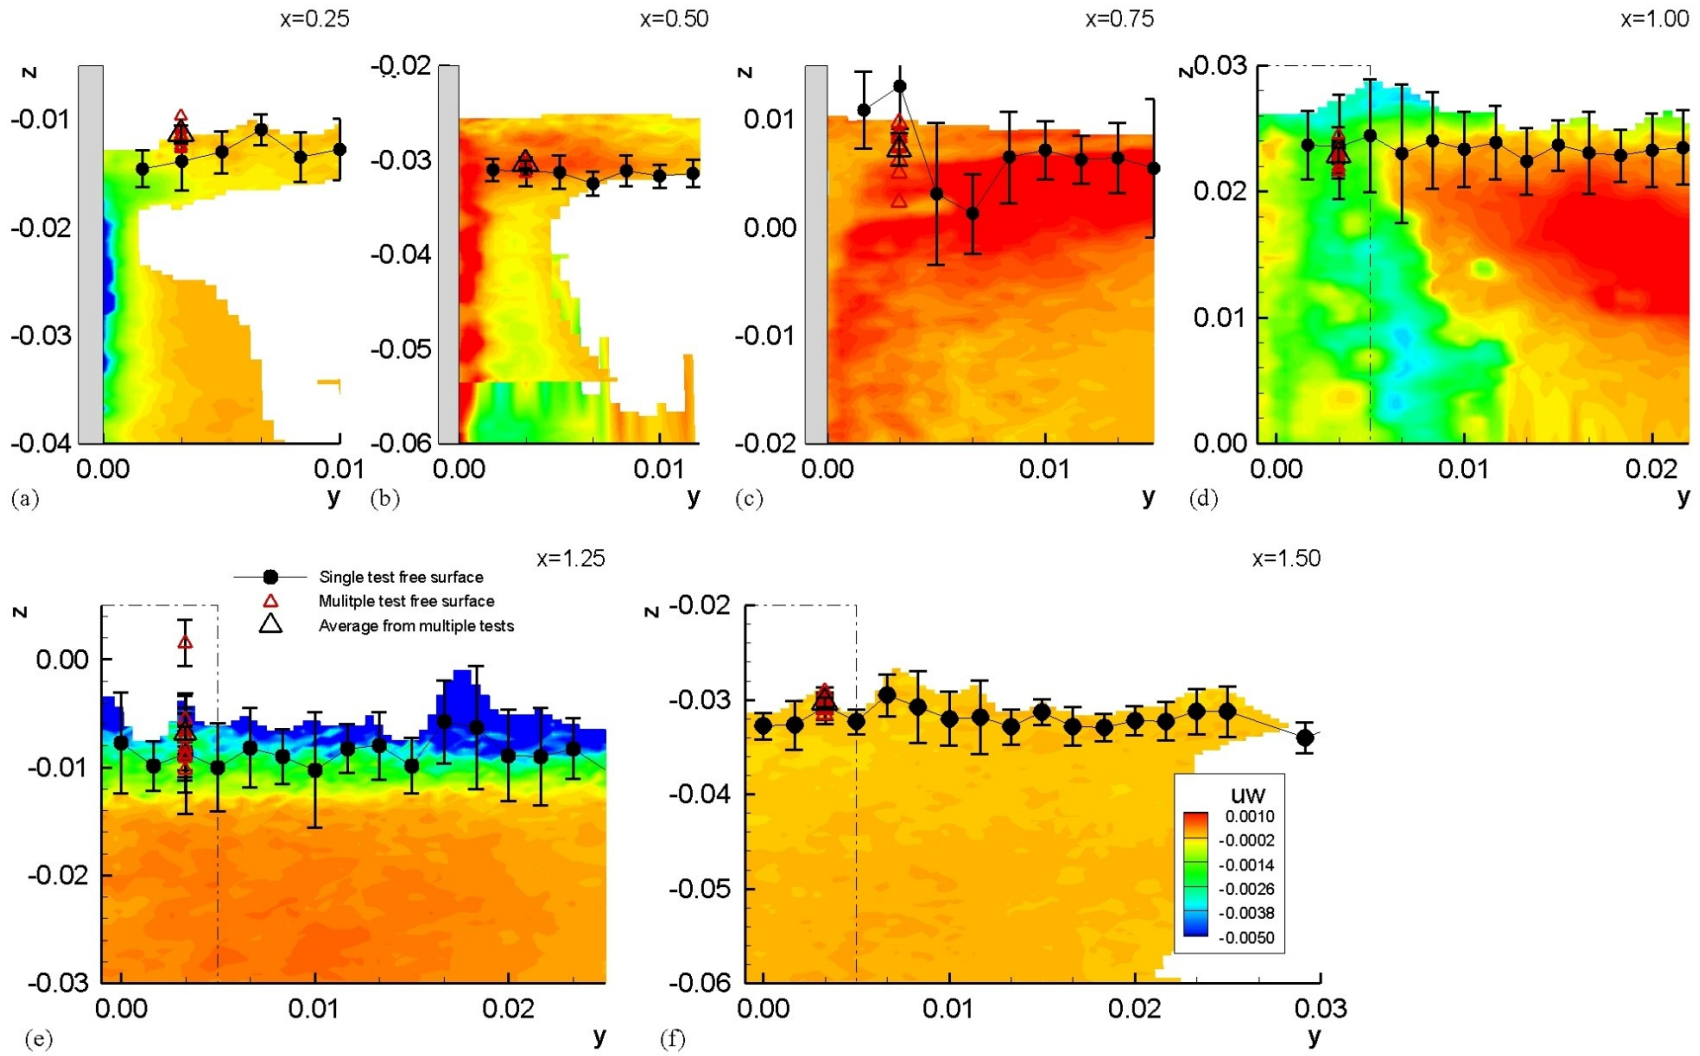 x=0.25
x=0.50
x=0.75
x=1.00
z
-0.01
-0.02
-0.03
-0.04
0.00
0.01
y
(a)
-0.02
-0.03
-0.04
-0.05
-0.06
0.00
0.01
y
(b)
z
0.01
0.00
-0.01
-0.02
0.00
0.01
y
(c)
z
0.03
0.02
0.01
0.00
0.00
0.01
0.02
y
(d)
x=1.25
Single test free surface
Mulitple test free surface
Average from multiple tests
z
0.00
-0.01
-0.02
-0.03
0.00
0.01
0.02
y
(e)
x=1.50
z
-0.02
-0.03
-0.04
-0.05
-0.06
0.00
0.01
0.02
0.03
y
(f)
uw
0.0010
-0.0002
-0.0014
-0.0026
-0.0038
-0.0050